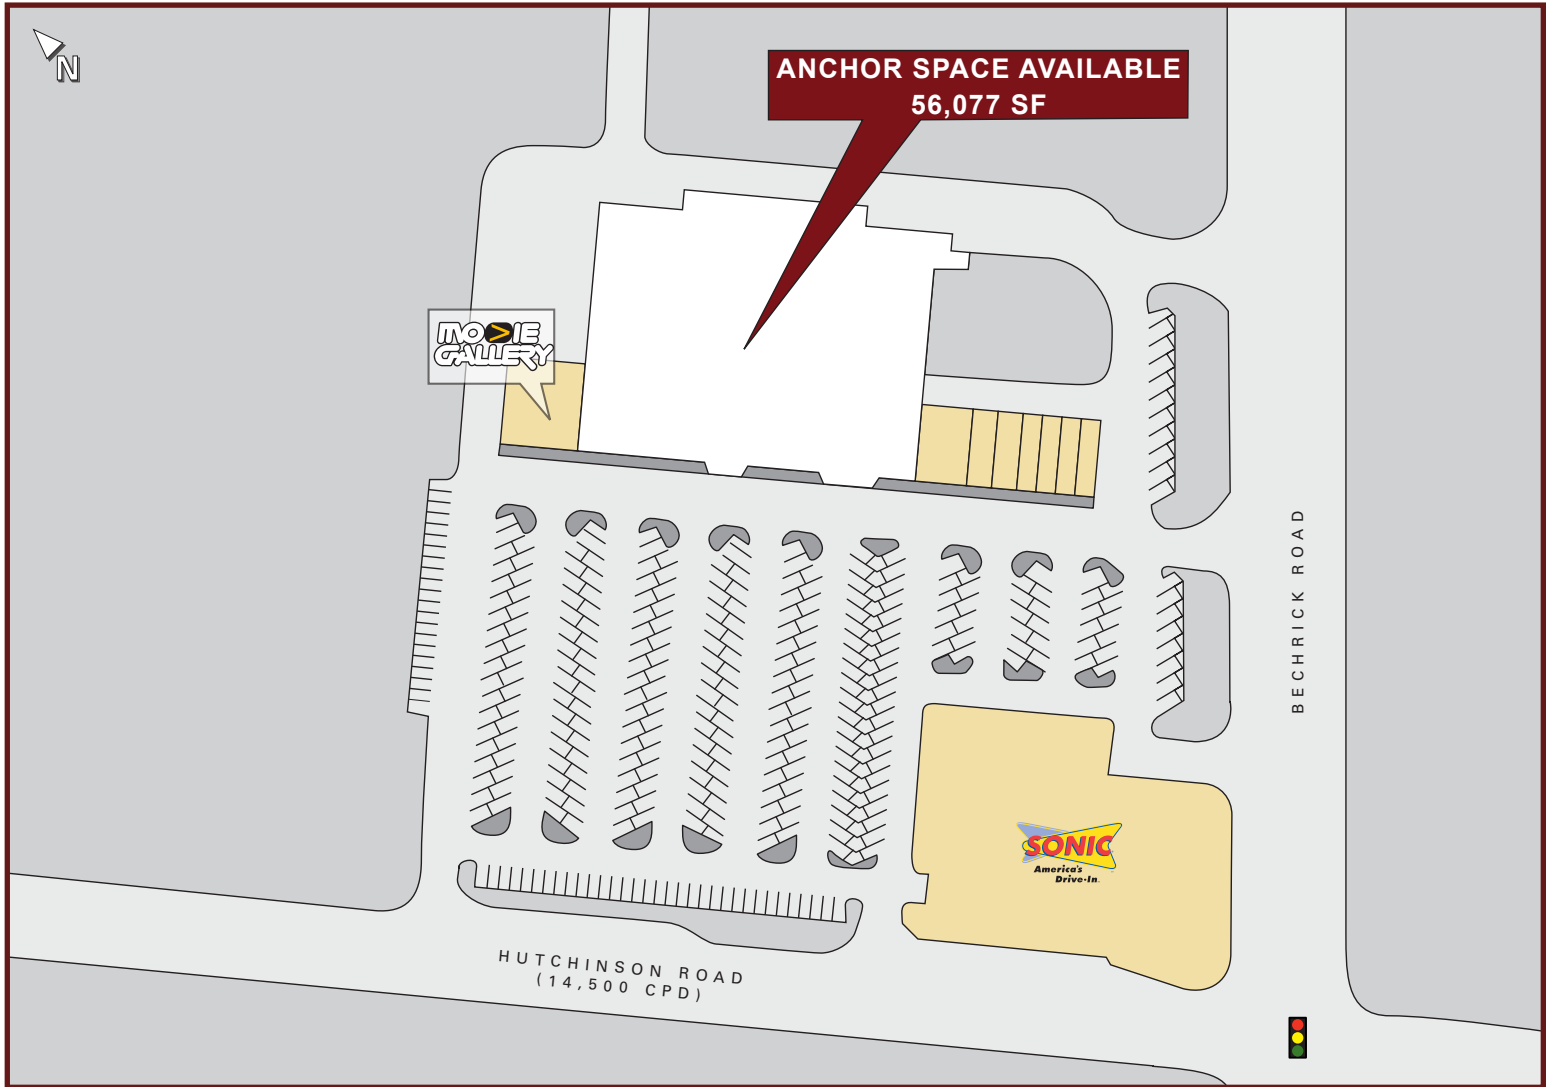 N
ANCHOR SPACE AVAILABLE
56,077 SF
MOVIE
GALLERY
BECHRICK ROAD
SONIC
America's
Drive-In.
HUTCHINSON ROAD
(14,500 CPD)